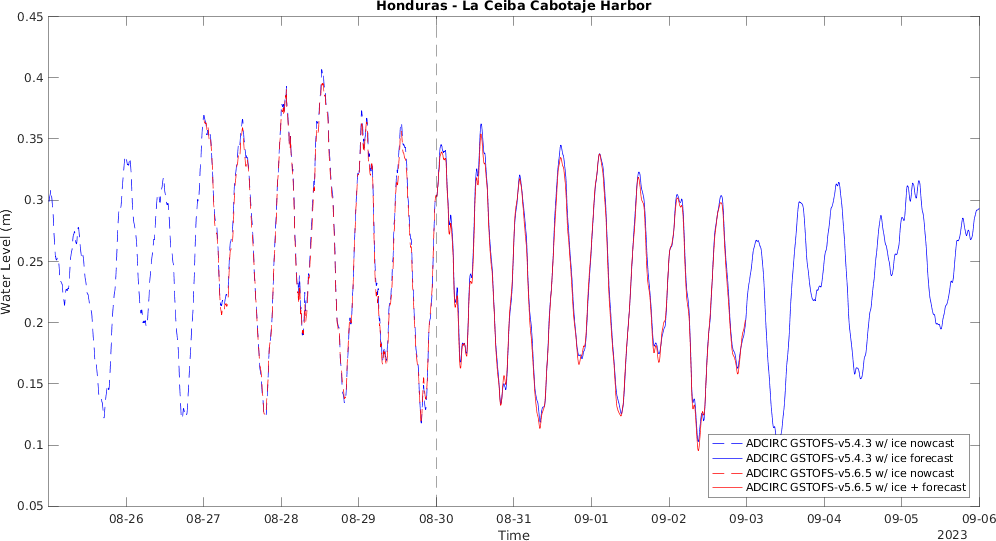 Honduras - La Ceiba Cabotaje Harbor
0.45
0.4
0.35
0.3
0.25
0.2
0.15
0.1
0.05
Water Level (m)
ADCIRC GSTOFS-v5.4.3 w/ ice nowcast
ADCIRC GSTOFS-v5.4.3 w/ ice forecast
ADCIRC GSTOFS-v5.6.5 w/ ice nowcast
ADCIRC GSTOFS-v5.6.5 w/ ice + forecast
08-26 08-27 08-28 08-29 08-30 08-31 09-01 09-02 09-03 09-04 09-05 09-06
Time
2023